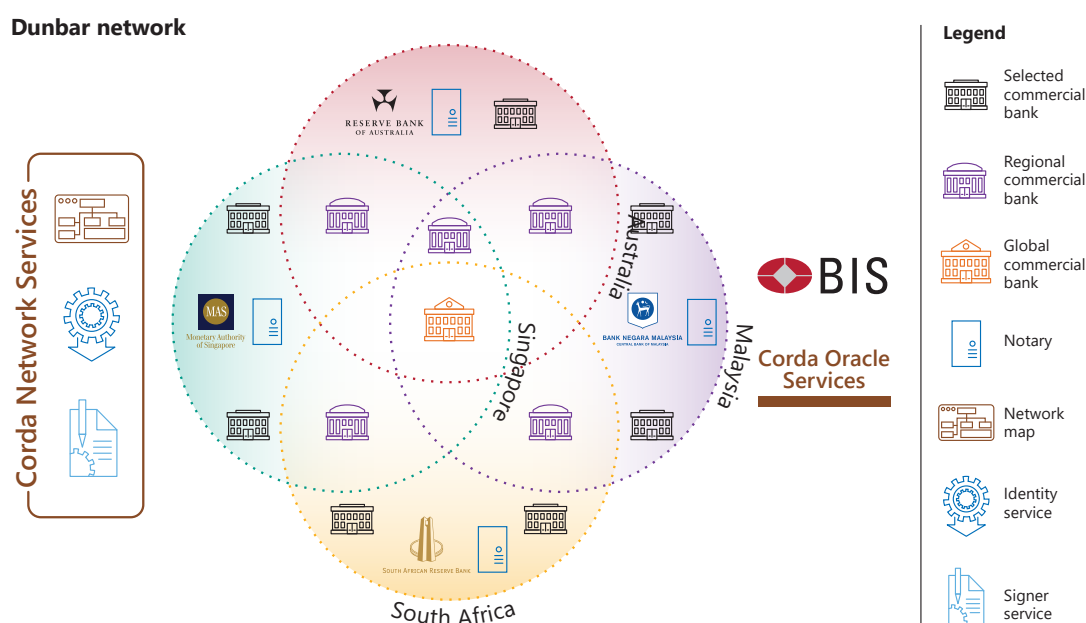 Dunbar network
RESERVE BANK
OF AUSTRALIA
Corda Network Services
MAS
Monetary Authority
of Singapore
Australia
BANK NEGARA MALAYSIA
CENTRAL BANK OF MALAYSIA
Singapore
Malaysia
SOUTH AFRICAN RESERVE BANK
South Africa
BIS
Corda Oracle
Services
Legend
Selected
commercial
bank
Regional
commercial
bank
Global
commercial
bank
Notary
Network
map
Identity
service
Signer
service